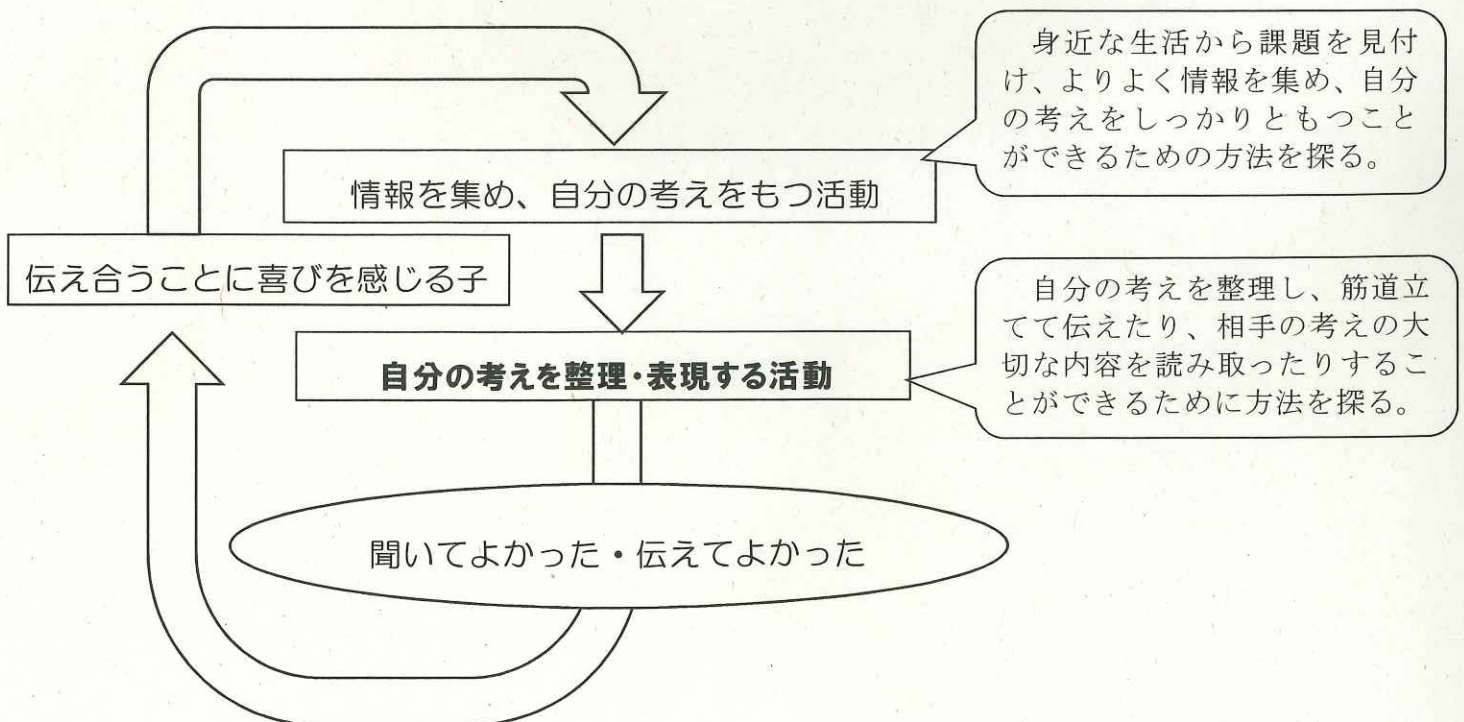 身近な生活から課題を見付
け、よりよく情報を集め、自分
の考えをしっかりともつこと
ができるための方法を探る。
情報を集め、自分の考えをもつ活動
伝え合うことに喜びを感じる子
自分の考えを整理し、筋道立
てて伝えたり、相手の考えの大
切な内容を読み取ったりするこ
とができるために方法を探る。
自分の考えを整理・表現する活動
聞いてよかった・伝えてよかった